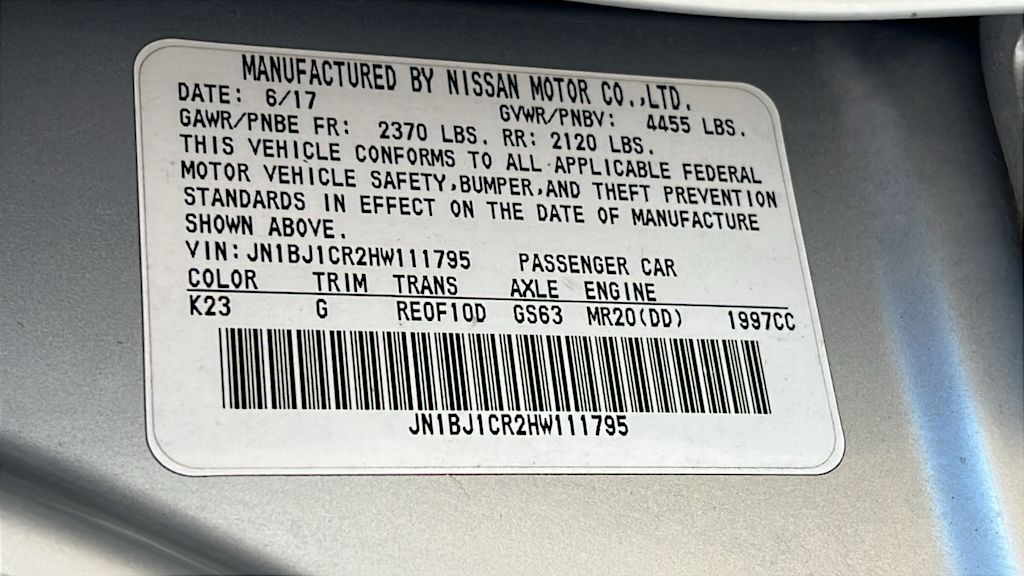 MANUFACTURED BY NISSAN MOTOR CO.,LTD.
DATE: 6/17 GVWR/PNBV: 4455 LBS.
GAWR/PNBE FR: 2370 LBS. RR: 2120 LBS.
THIS VEHICLE CONFORMS TO ALL APPLICABLE FEDERAL
MOTOR VEHICLE SAFETY,BUMPER,AND THEFT PREVENTION
STANDARDS IN EFFECT ON THE DATE OF MANUFACTURE
SHOWN ABOVE.
VIN:JN1BJ1CR2HW111795 PASSENGER CAR
COLOR TRIM TRANS AXLE ENGINE
K23 G RE0F10D GS63 MR20(DD) 1997CC
JN1BJ1CR2HW111795